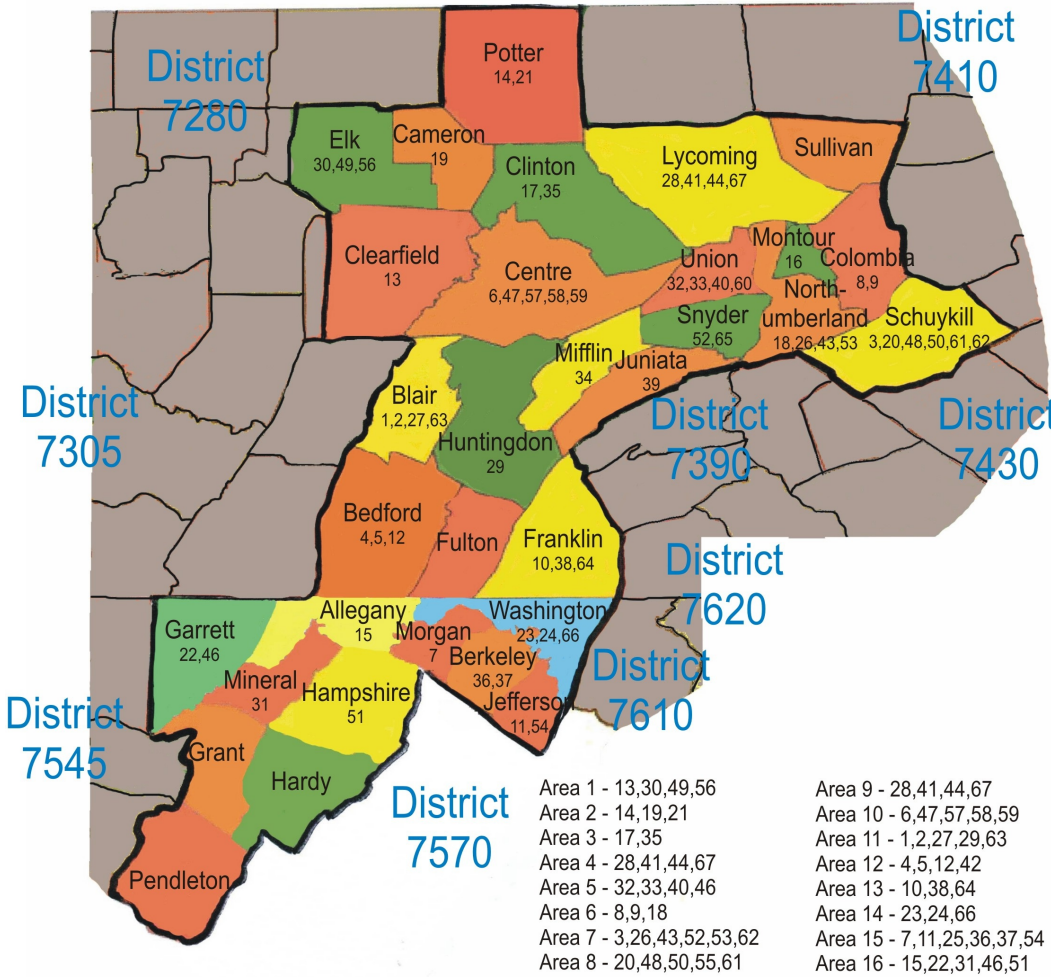 District
7410
Potter
14,21
District
7280
Elk
30,49,56
Cameron
19
Clinton
17,35
Lycoming
28,41,44,67
Sullivan
Clearfield
13
Centre
6,47,57,58,59
Union
32,33,40,60
Montour
16
Colombia
8,9
North-
umberland
18,26,43,53
Snyder
52,65
Schuykill
3,20,48,50,61,62
Mifflin
34
Juniata
39
Blair
1,2,27,63
Huntingdon
29
District
7305
District
7390
District
7430
Bedford
4,5,12
Fulton
Franklin
10,38,64
District
7620
Garrett
22,46
Allegany
15
Morgan
7
Washington
23,24,66
Berkeley
36,37
Mineral
31
Hampshire
51
Jefferson
11,54
District
7610
District
7545
Grant
Hardy
District
7570
Pendleton
Area 1 - 13,30,49,56
Area 2 - 14,19,21
Area 3 - 17,35
Area 4 - 28,41,44,67
Area 5 - 32,33,40,46
Area 6 - 8,9,18
Area 7 - 3,26,43,52,53,62
Area 8 - 20,48,50,55,61
Area 9 - 28,41,44,67
Area 10 - 6,47,57,58,59
Area 11 - 1,2,27,29,63
Area 12 - 4,5,12,42
Area 13 - 10,38,64
Area 14 - 23,24,66
Area 15 - 7,11,25,36,37,54
Area 16 - 15,22,31,46,51